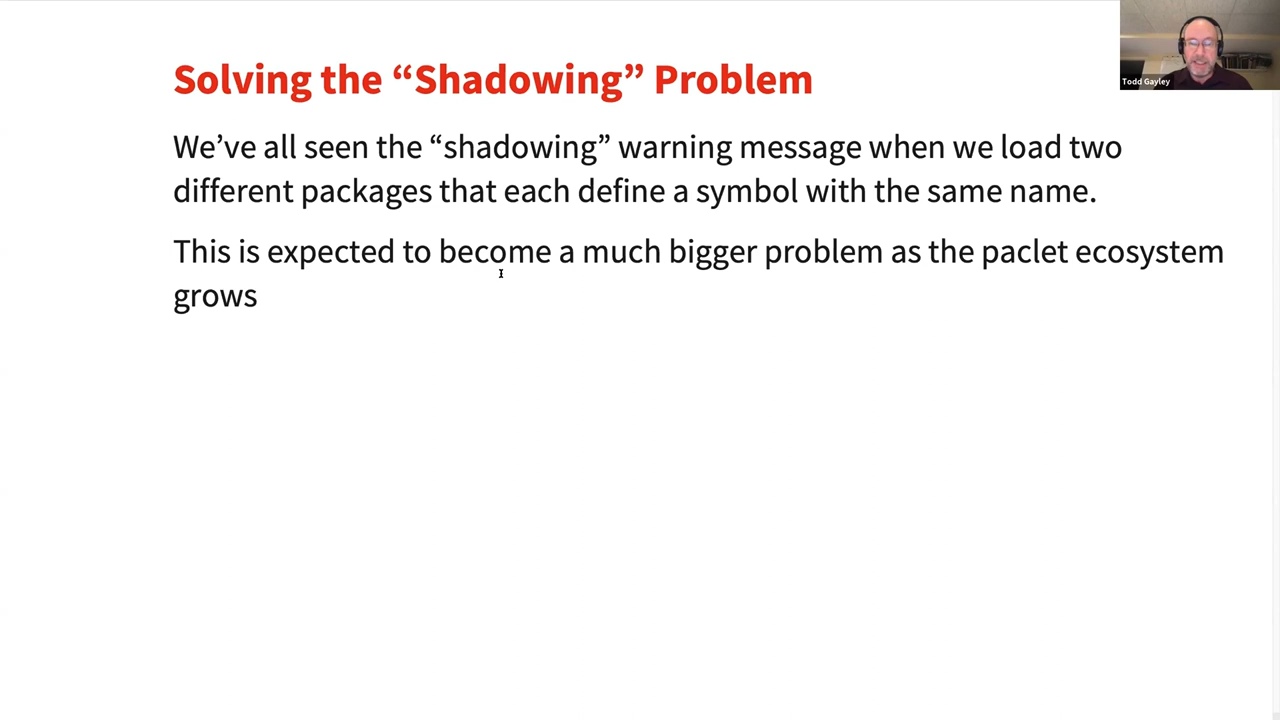 Solving the “Shadowing” Problem
We’ve all seen the “shadowing” warning message when we load two
different packages that each define a symbol with the same name.
This is expected to become a much bigger problem as the paclet ecosystem
grows
Todd Gayley